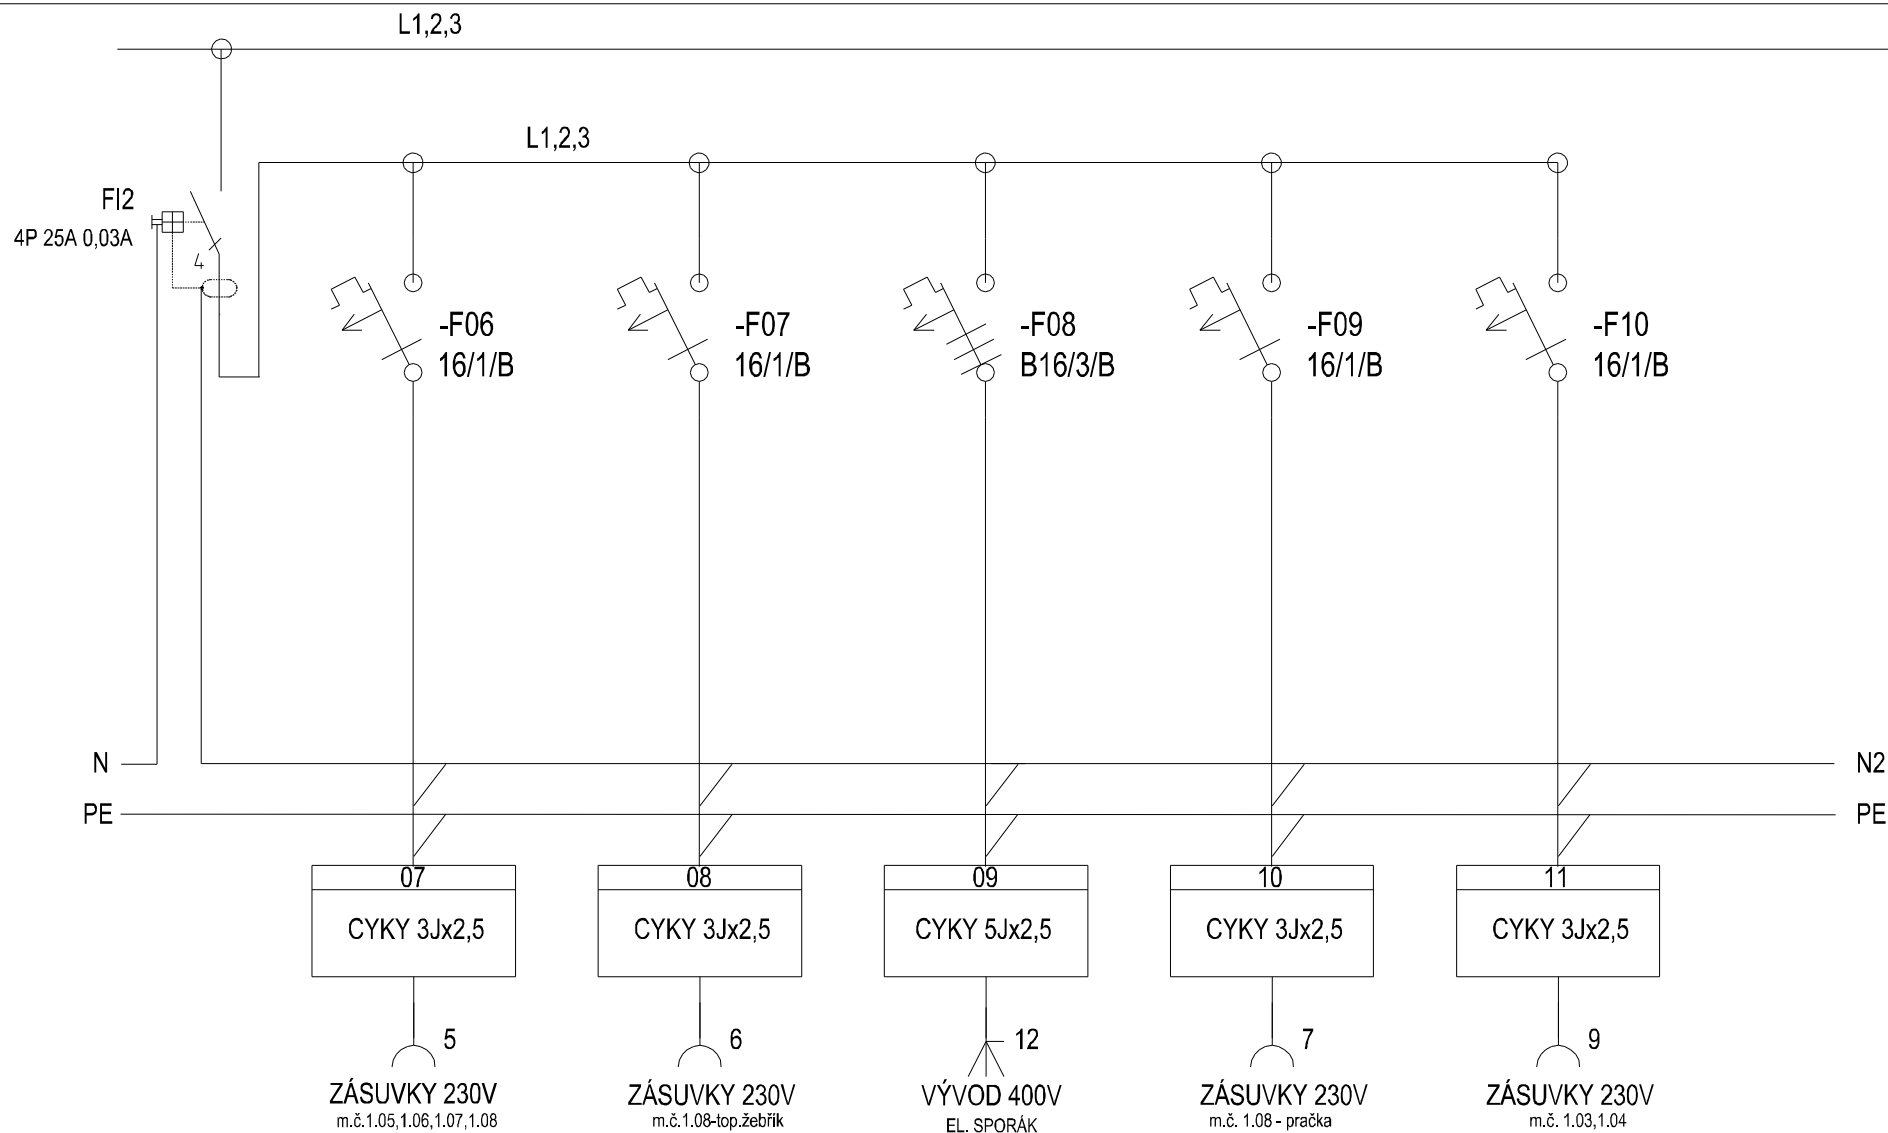 L1,2,3
L1,2,3
FI2
4P 25A 0,03A
4
-F06
16/1/B
-F07
16/1/B
-F08
B16/3/B
-F09
16/1/B
-F10
16/1/B
N
N2
PE
PE
07
08
09
10
11
CYKY 3Jx2,5
CYKY 3Jx2,5
CYKY 5Jx2,5
CYKY 3Jx2,5
CYKY 3Jx2,5
5
6
12
7
9
ZÁSUVKY 230V
m.č.1.05,1.06,1.07,1.08
ZÁSUVKY 230V
m.č.1.08-top.žebřík
VÝVOD 400V
EL. SPORÁK
ZÁSUVKY 230V
m.č. 1.08 - pračka
ZÁSUVKY 230V
m.č. 1.03,1.04